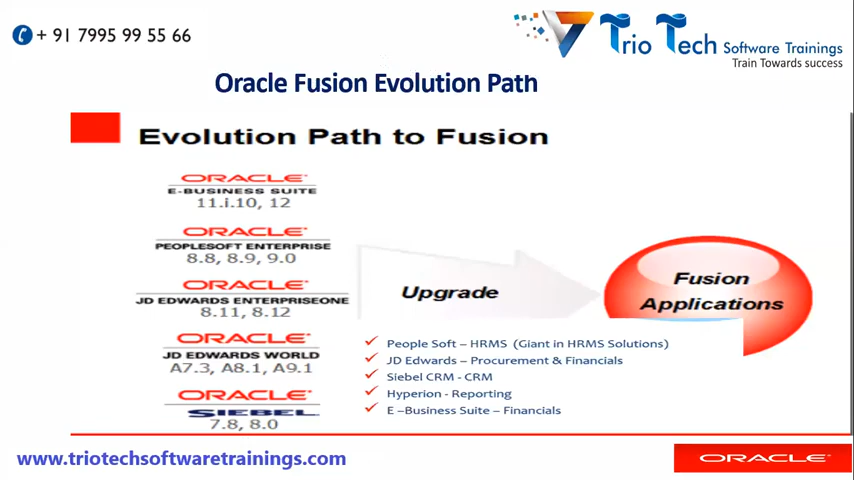 + 91 7995 99 55 66
Trio Tech Software Trainings
Train Towards success
Oracle Fusion Evolution Path
Evolution Path to Fusion
ORACLE
E-BUSINESS SUITE
11.i.10, 12
ORACLE
PEOPLESOFT ENTERPRISE
8.8, 8.9, 9.0
ORACLE
JD EDWARDS ENTERPRISEONE
8.11, 8.12
ORACLE
JD EDWARDS WORLD
A7.3, A8.1, A9.1
ORACLE
SIEBEL
7.8, 8.0
Upgrade
Fusion
Applications
People Soft – HRMS (Giant in HRMS Solutions)
JD Edwards – Procurement & Financials
Siebel CRM - CRM
Hyperion - Reporting
E –Business Suite – Financials
www.triotechsoftwaretrainings.com
ORACLE